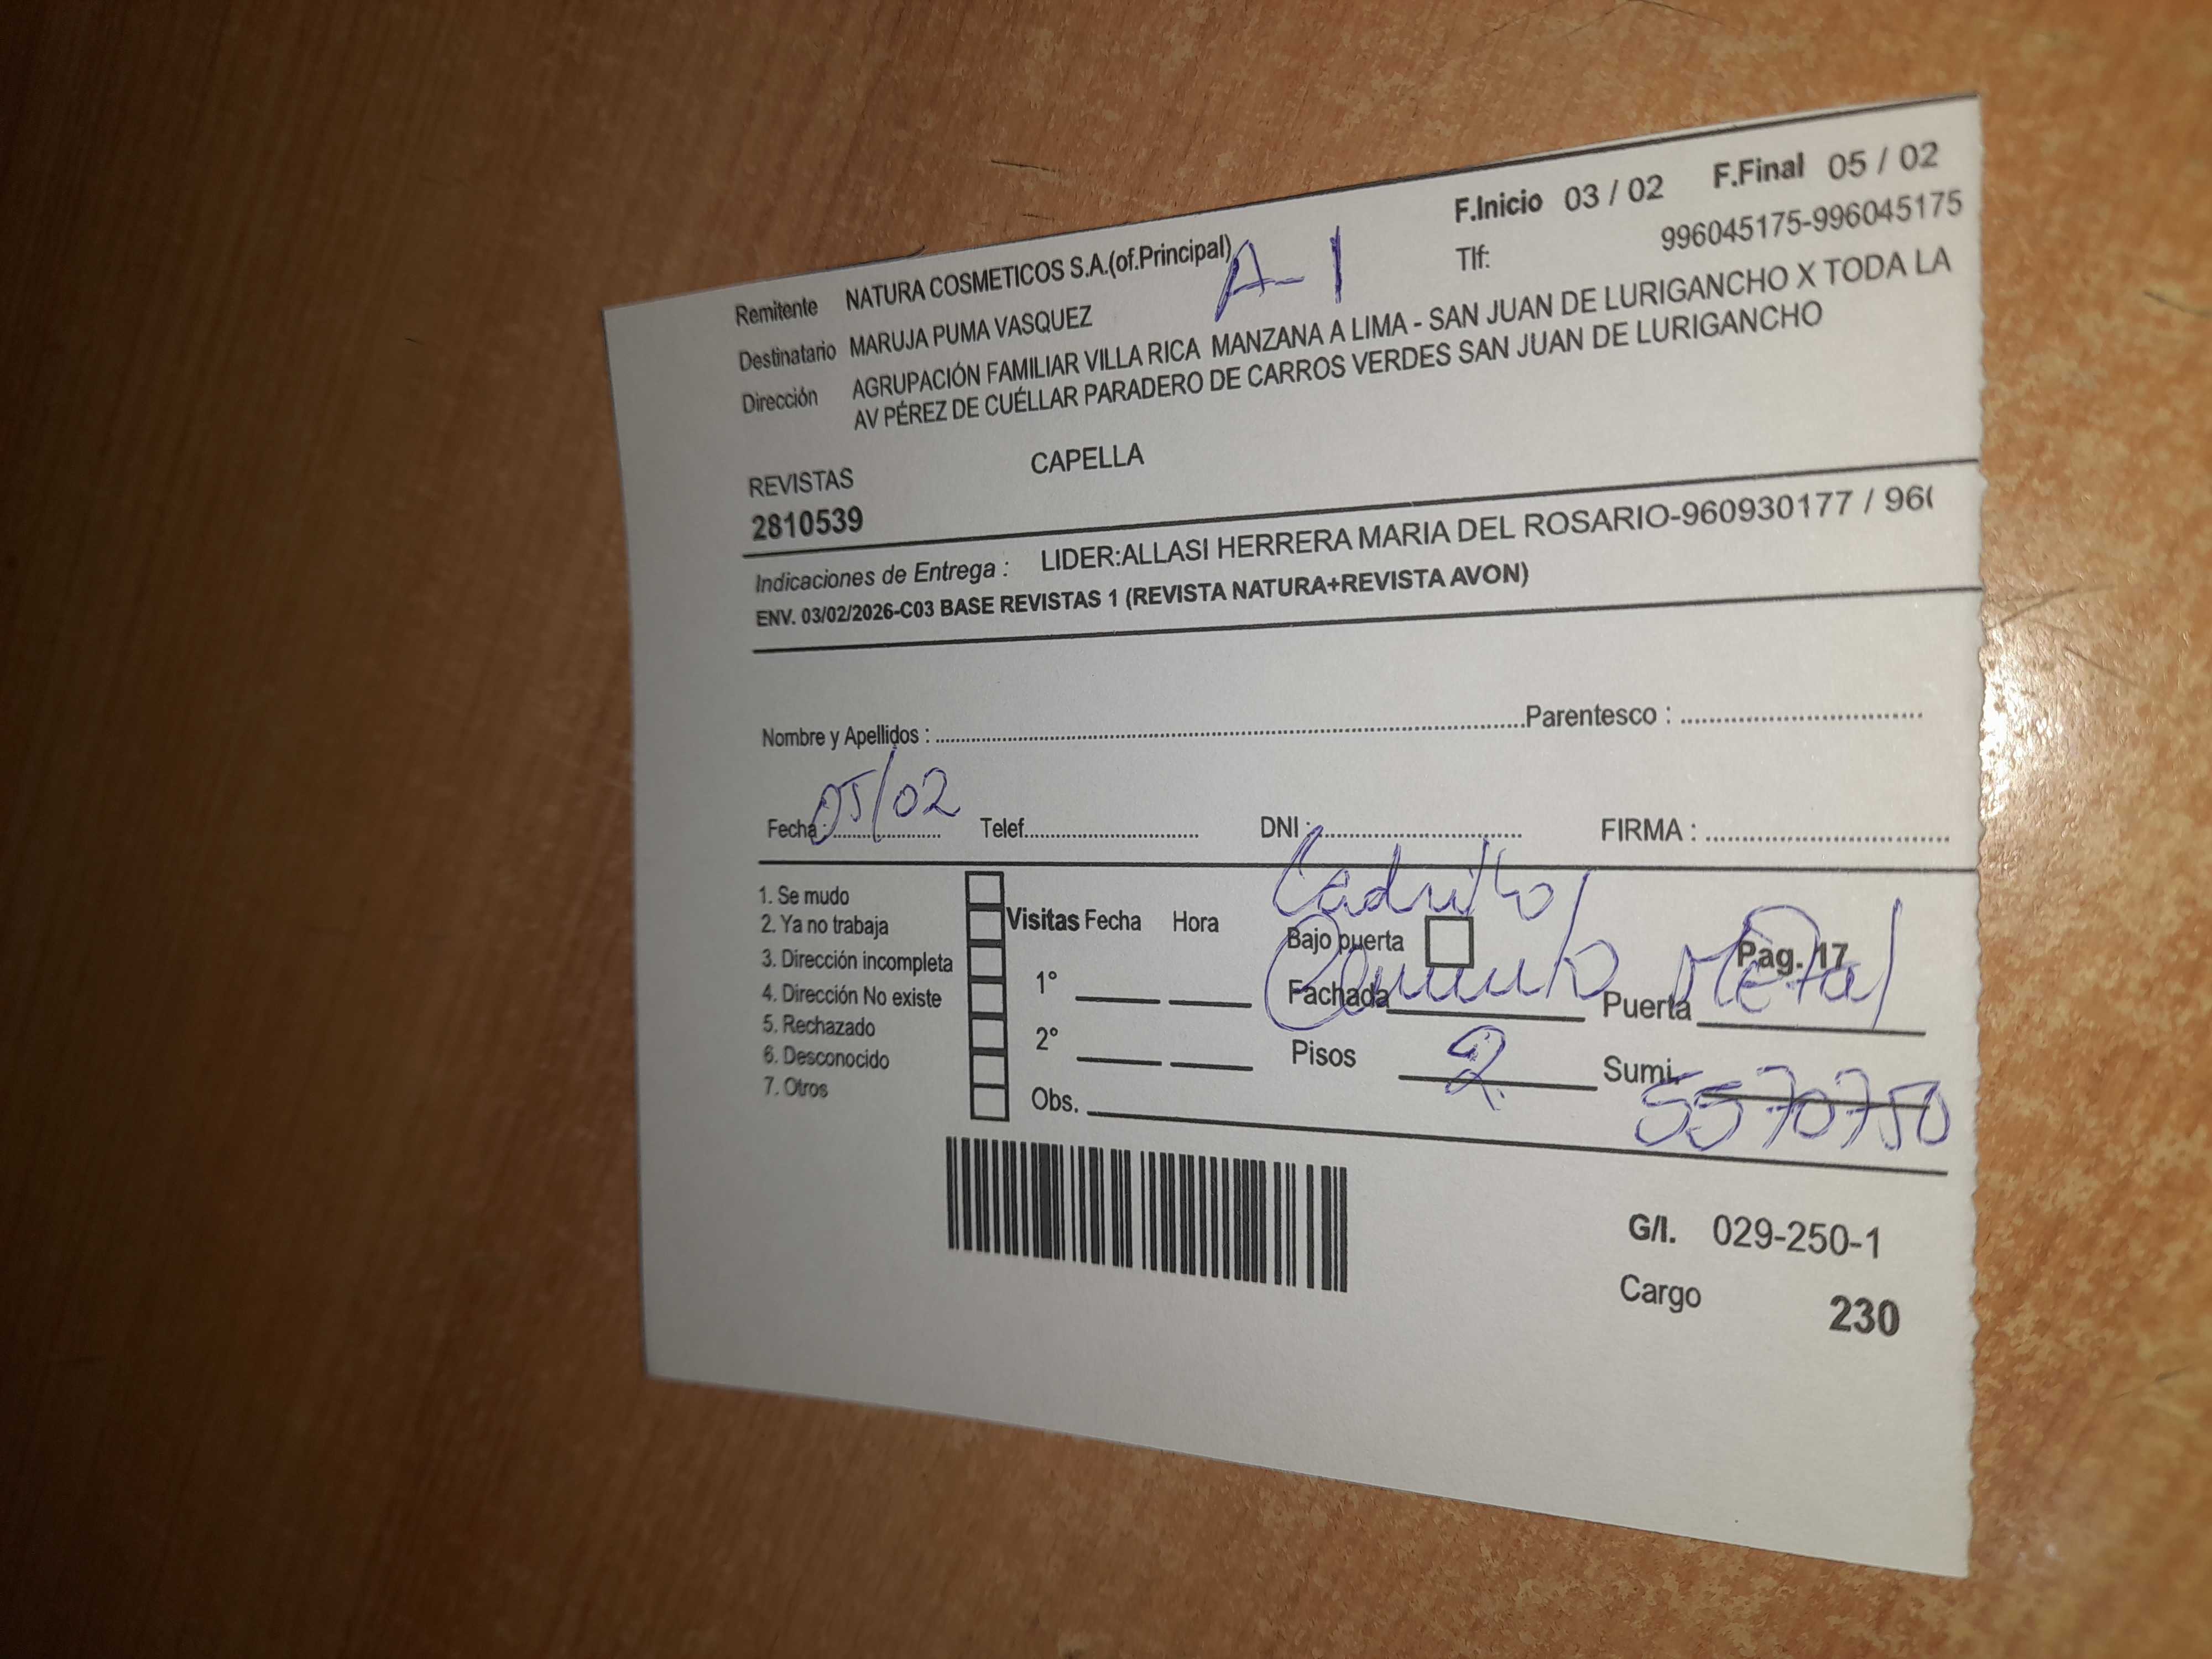 F.Inicio 03 / 02 F.Final 05 / 02
Remitente NATURA COSMETICOS S.A.(of.Principal) A-1 Tlf: 996045175-996045175
Destinatario MARUJA PUMA VASQUEZ
Dirección AGRUPACIÓN FAMILIAR VILLA RICA MANZANA A LIMA - SAN JUAN DE LURIGANCHO X TODA LA
AV PÉREZ DE CUÉLLAR PARADERO DE CARROS VERDES SAN JUAN DE LURIGANCHO
REVISTAS CAPELLA
2810539
Indicaciones de Entrega : LIDER:ALLASI HERRERA MARIA DEL ROSARIO-960930177 / 96
ENV. 03/02/2026-C03 BASE REVISTAS 1 (REVISTA NATURA+REVISTA AVON)
Nombre y Apellidos : Parentesco :
Fecha : 05/02 Telef. DNI : FIRMA :
1. Se mudo
2. Ya no trabaja
3. Dirección incompleta
4. Dirección No existe
5. Rechazado
6. Desconocido
7. Otros
Visitas Fecha Hora
1°
2°
Obs.
Ladrillo/
Bajo puerta Pag. 17
Fachada Cemento Puerta Metal
Pisos 2 Sumi. 5570750
G/I. 029-250-1
Cargo 230